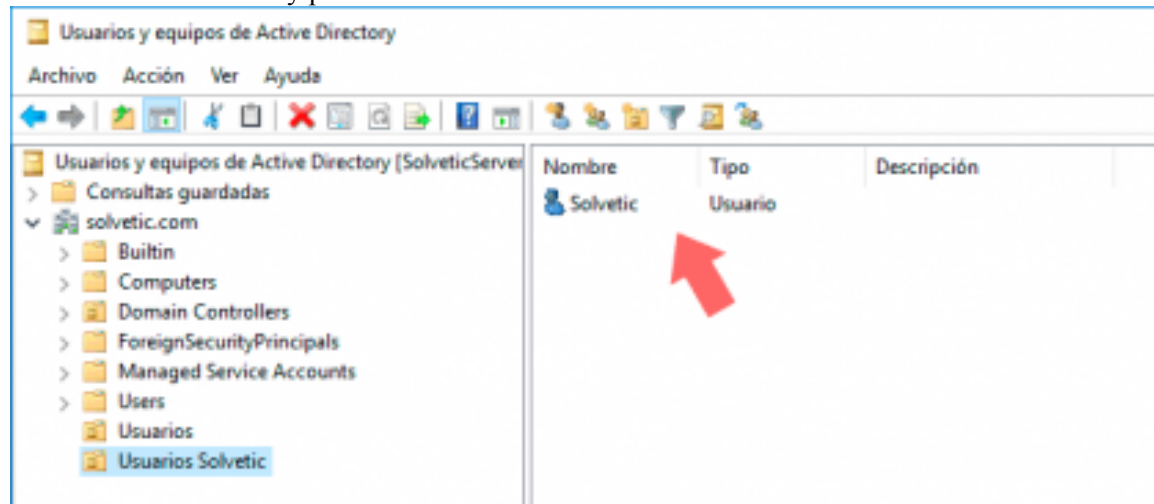 Usuarios y equipos de Active Directory
Archivo Acción Ver Ayuda
Usuarios y equipos de Active Directory [SolveticServer
Consultas guardadas
solvetic.com
Builtin
Computers
Domain Controllers
ForeignSecurityPrincipals
Managed Service Accounts
Users
Usuarios
Usuarios Solvetic
Nombre Tipo Descripción
Solvetic Usuario